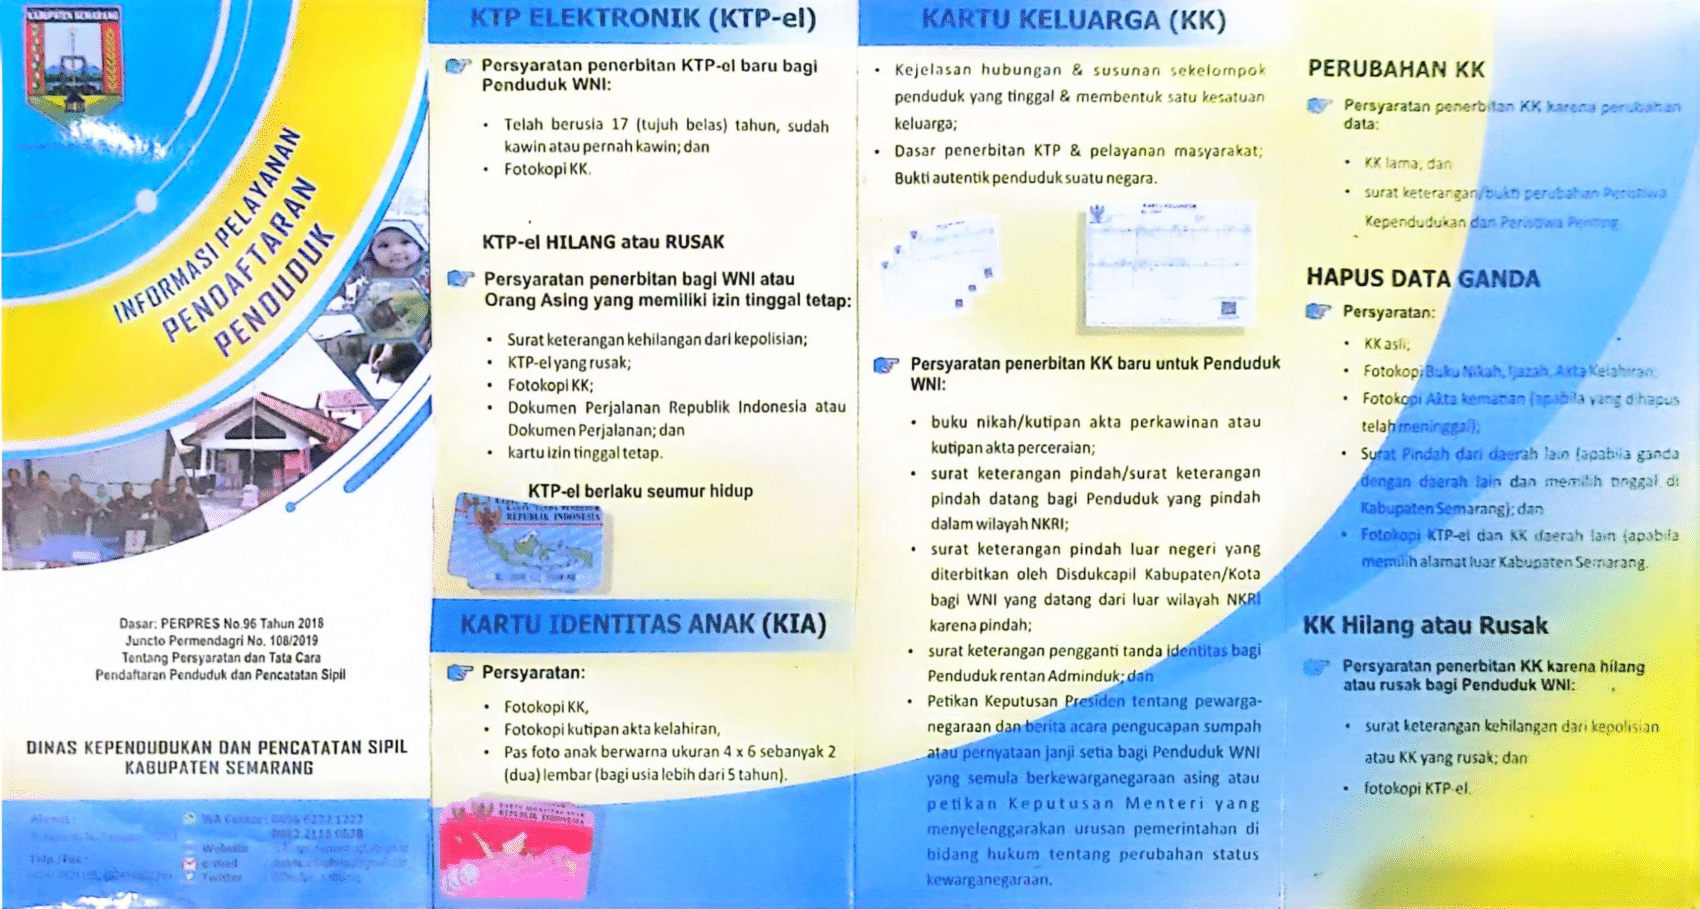 KABUPATEN SEMARANG
INFORMASI PELAYANAN
PENDAFTARAN
PENDUDUK
Dasar: PERPRES No.96 Tahun 2018
Juncto Permendagri No. 108/2019
Tentang Persyaratan dan Tata Cara
Pendaftaran Penduduk dan Pencatatan Sipil
DINAS KEPENDUDUKAN DAN PENCATATAN SIPIL
KABUPATEN SEMARANG
Alamat :
Telp./Fax :
WA Center :
Website
e-mail
Twitter
KTP ELEKTRONIK (KTP-el)
Persyaratan penerbitan KTP-el baru bagi
Penduduk WNI:
• Telah berusia 17 (tujuh belas) tahun, sudah
kawin atau pernah kawin; dan
• Fotokopi KK.
KTP-el HILANG atau RUSAK
Persyaratan penerbitan bagi WNI atau
Orang Asing yang memiliki izin tinggal tetap:
• Surat keterangan kehilangan dari kepolisian;
• KTP-el yang rusak;
• Fotokopi KK;
• Dokumen Perjalanan Republik Indonesia atau
Dokumen Perjalanan; dan
• kartu izin tinggal tetap.
KTP-el berlaku seumur hidup
REPUBLIK INDONESIA
KARTU IDENTITAS ANAK (KIA)
Persyaratan:
• Fotokopi KK,
• Fotokopi kutipan akta kelahiran,
• Pas foto anak berwarna ukuran 4 x 6 sebanyak 2
(dua) lembar (bagi usia lebih dari 5 tahun).
REPUBLIK INDONESIA
KARTU KELUARGA (KK)
• Kejelasan hubungan & susunan sekelompok
penduduk yang tinggal & membentuk satu kesatuan
keluarga;
• Dasar penerbitan KTP & pelayanan masyarakat;
Bukti autentik penduduk suatu negara.
KARTU KELUARGA
Persyaratan penerbitan KK baru untuk Penduduk
WNI:
• buku nikah/kutipan akta perkawinan atau
kutipan akta perceraian;
• surat keterangan pindah/surat keterangan
pindah datang bagi Penduduk yang pindah
dalam wilayah NKRI;
• surat keterangan pindah luar negeri yang
diterbitkan oleh Disdukcapil Kabupaten/Kota
bagi WNI yang datang dari luar wilayah NKRI
karena pindah;
• surat keterangan pengganti tanda identitas bagi
Penduduk rentan Adminduk; dan
• Petikan Keputusan Presiden tentang pewarga-
negaraan dan berita acara pengucapan sumpah
atau pernyataan janji setia bagi Penduduk WNI
yang semula berkewarganegaraan asing atau
petikan Keputusan Menteri yang
menyelenggarakan urusan pemerintahan di
bidang hukum tentang perubahan status
kewarganegaraan.
PERUBAHAN KK
Persyaratan penerbitan KK karena perubahan
data:
• KK lama; dan
• surat keterangan/bukti perubahan Peristiwa
Kependudukan dan Peristiwa Penting
HAPUS DATA GANDA
Persyaratan:
• KK asli;
• Fotokopi Buku Nikah, Ijazah, Akta Kelahiran;
• Fotokopi Akta kematian (apabila yang dihapus
telah meninggal);
• Surat Pindah dari daerah lain (apabila ganda
dengan daerah lain dan memilih tinggal di
Kabupaten Semarang); dan
• Fotokopi KTP-el dan KK daerah lain (apabila
memilih alamat luar Kabupaten Semarang.
KK Hilang atau Rusak
Persyaratan penerbitan KK karena hilang
atau rusak bagi Penduduk WNI:
• surat keterangan kehilangan dari kepolisian
atau KK yang rusak; dan
• fotokopi KTP-el.